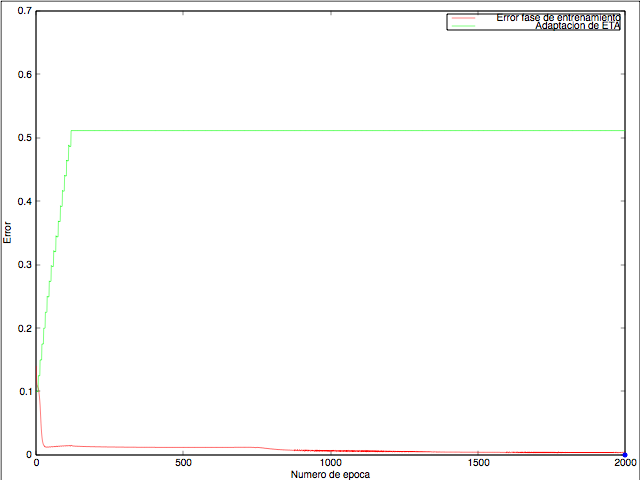 0.7
Error fase de entrenamiento
Adaptacion de ETA
0.6
0.5
0.4
0.3
0.2
0.1
0
Error
0 500 1000 1500 2000
Numero de epoca